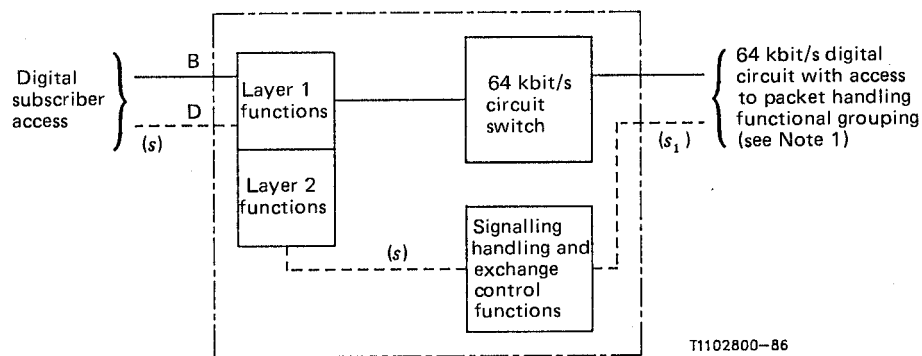 Digital
subscriber
access
B
D
(s)
Layer 1
functions
Layer 2
functions
(s)
64 kbit/s
circuit
switch
Signalling
handling and
exchange
control
functions
(s₁)
64 kbit/s digital
circuit with access
to packet handling
functional grouping
(see Note 1)
T1102800-86